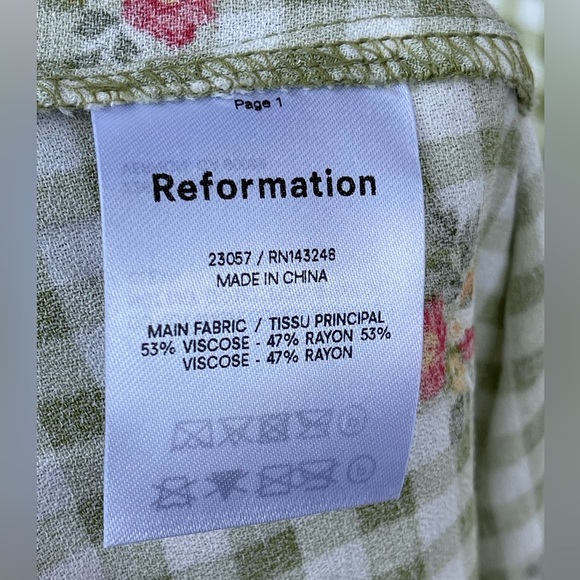 Page 1
Reformation
23057 / RN143248
MADE IN CHINA
MAIN FABRIC / TISSU PRINCIPAL
53% VISCOSE - 47% RAYON 53%
VISCOSE - 47% RAYON